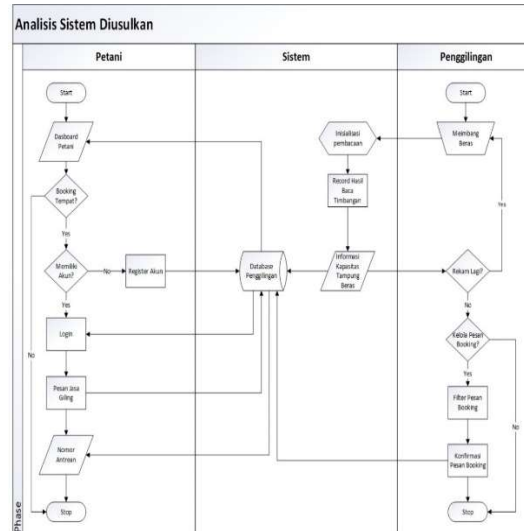 Analisis Sistem Diusulkan
Petani
Sistem
Penggilingan
Start
Start
Dasboard
Petani
Inisialisasi
pembacaan
Meimbang
Beras
Booking
Tempat?
Record Hasil
Baca
Timbangan
Yes
Yes
Memiliki
Akun?
No
Register Akun
Database
Penggilingan
Informasi
Kapasitas
Tampung
Beras
Rekam Lagi?
Yes
No
Login
Kelola Pesan
Booking?
No
Yes
Pesan Jasa
Giling
Filter Pesan
Booking
No
Nomor
Antrean
Konfirmasi
Pesan Booking
Stop
Stop
Phase